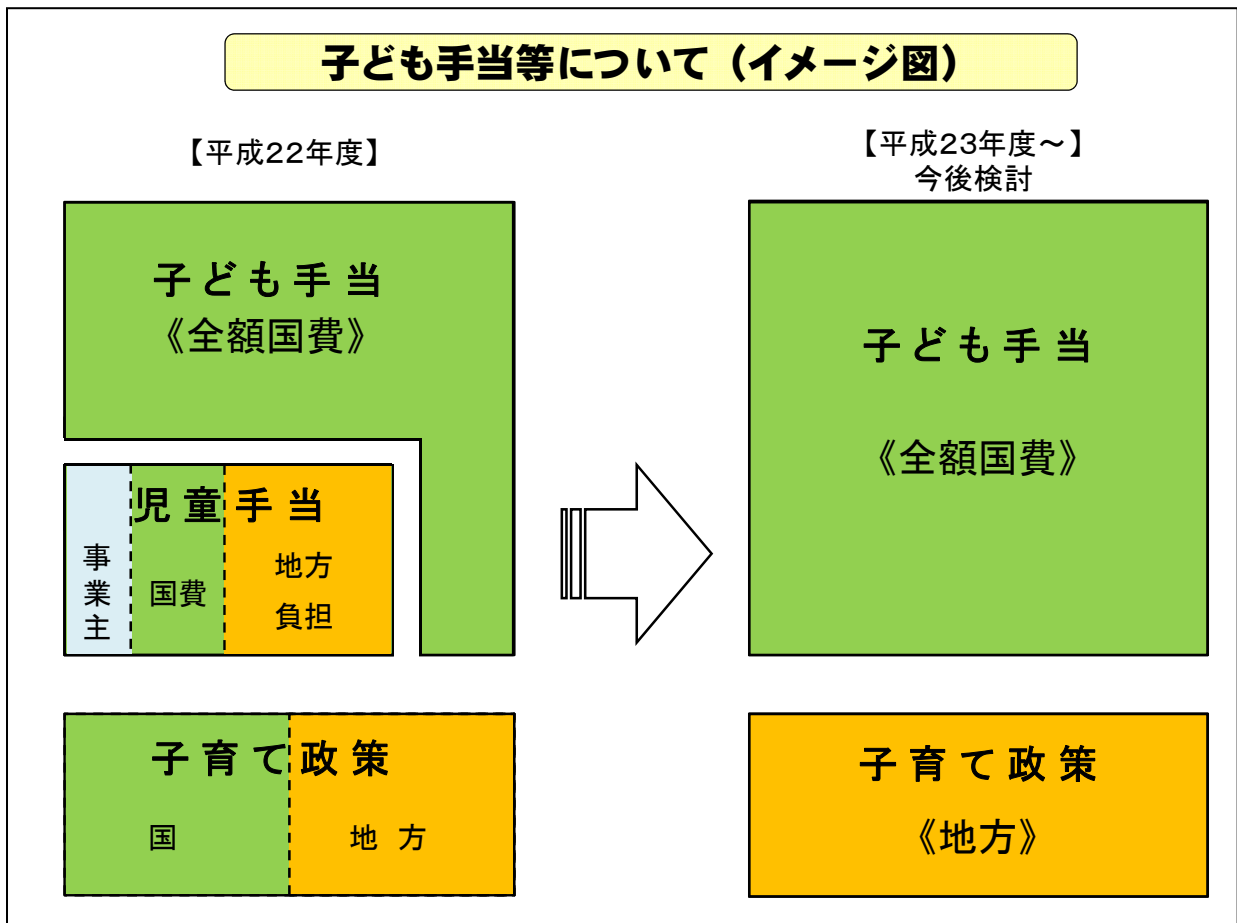 子ども手当等について（イメージ図）
【平成２２年度】
子ども手当
《全額国費》
児童手当
事業主
国費
地方
負担
子育て政策
国
地方
【平成２３年度～】
今後検討
子ども手当
《全額国費》
子育て政策
《地方》